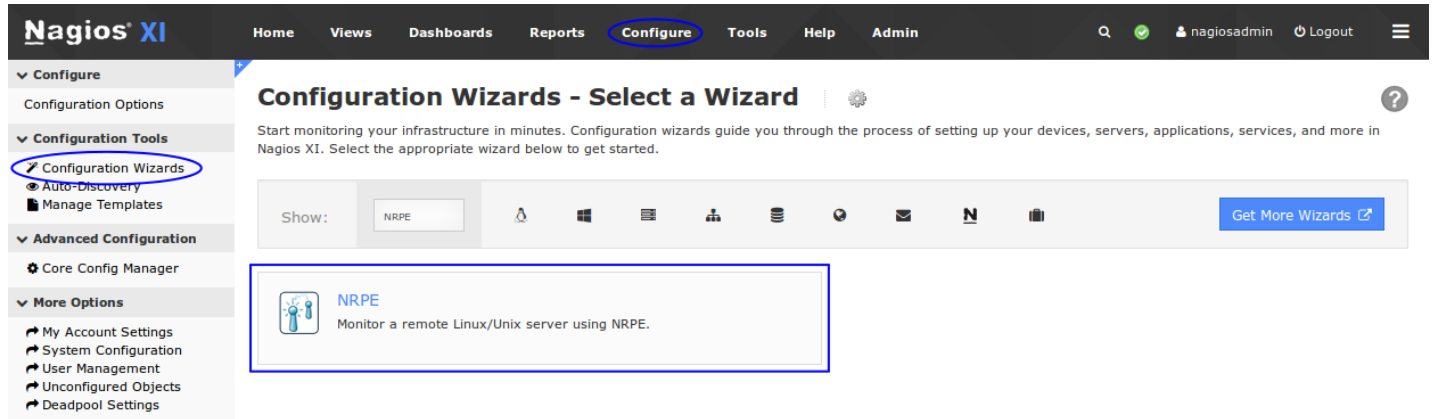 Nagios® XI
Home Views Dashboards Reports Configure Tools Help Admin nagiosadmin Logout
Configure
Configuration Options
Configuration Tools
Configuration Wizards
Auto-Discovery
Manage Templates
Advanced Configuration
Core Config Manager
More Options
My Account Settings
System Configuration
User Management
Unconfigured Objects
Deadpool Settings
Configuration Wizards - Select a Wizard
Start monitoring your infrastructure in minutes. Configuration wizards guide you through the process of setting up your devices, servers, applications, services, and more in
Nagios XI. Select the appropriate wizard below to get started.
Show: NRPE N Get More Wizards
NRPE
Monitor a remote Linux/Unix server using NRPE.